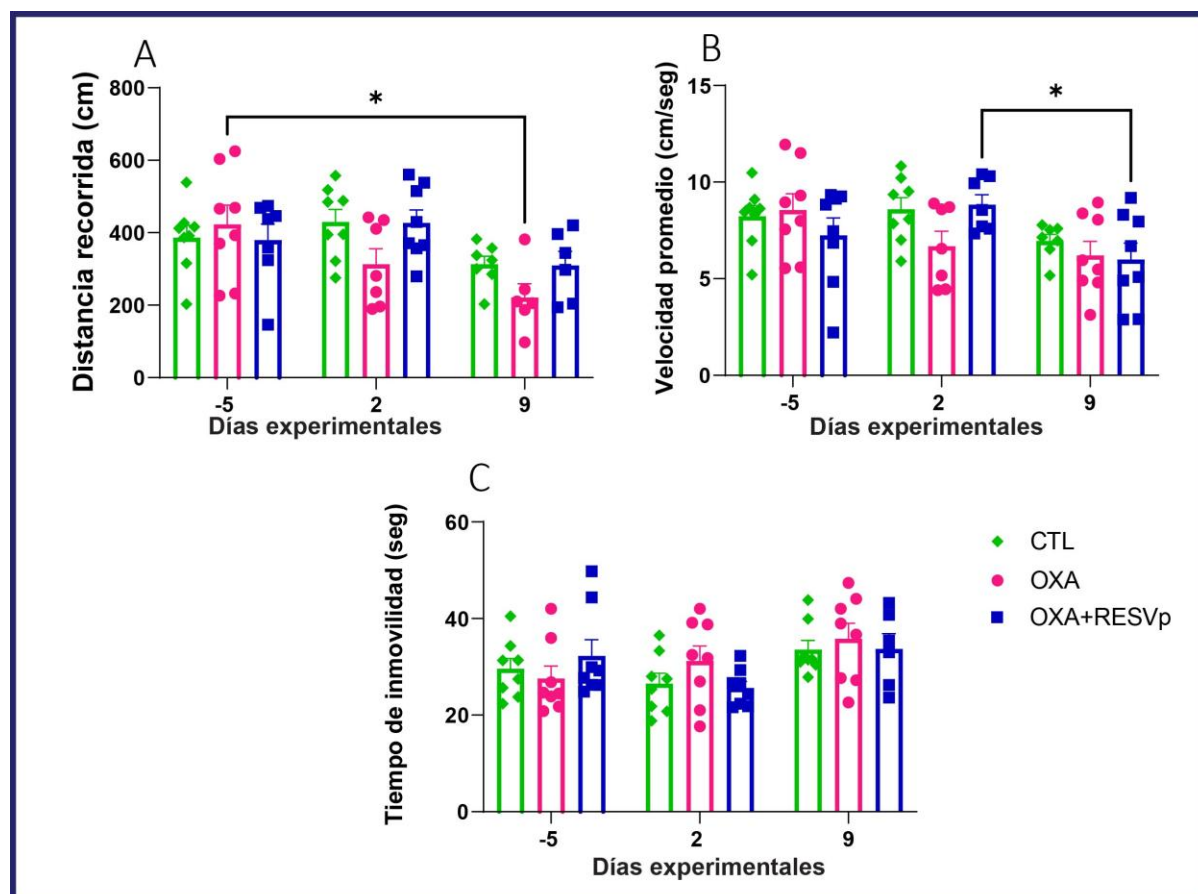 A
Distancia recorrida (cm)
800
600
400
200
0
*
-5
2
9
Días experimentales
B
Velocidad promedio (cm/seg)
15
10
5
0
*
-5
2
9
Días experimentales
C
Tiempo de inmovilidad (seg)
60
40
20
0
-5
2
9
Días experimentales
CTL
OXA
OXA+RESVp